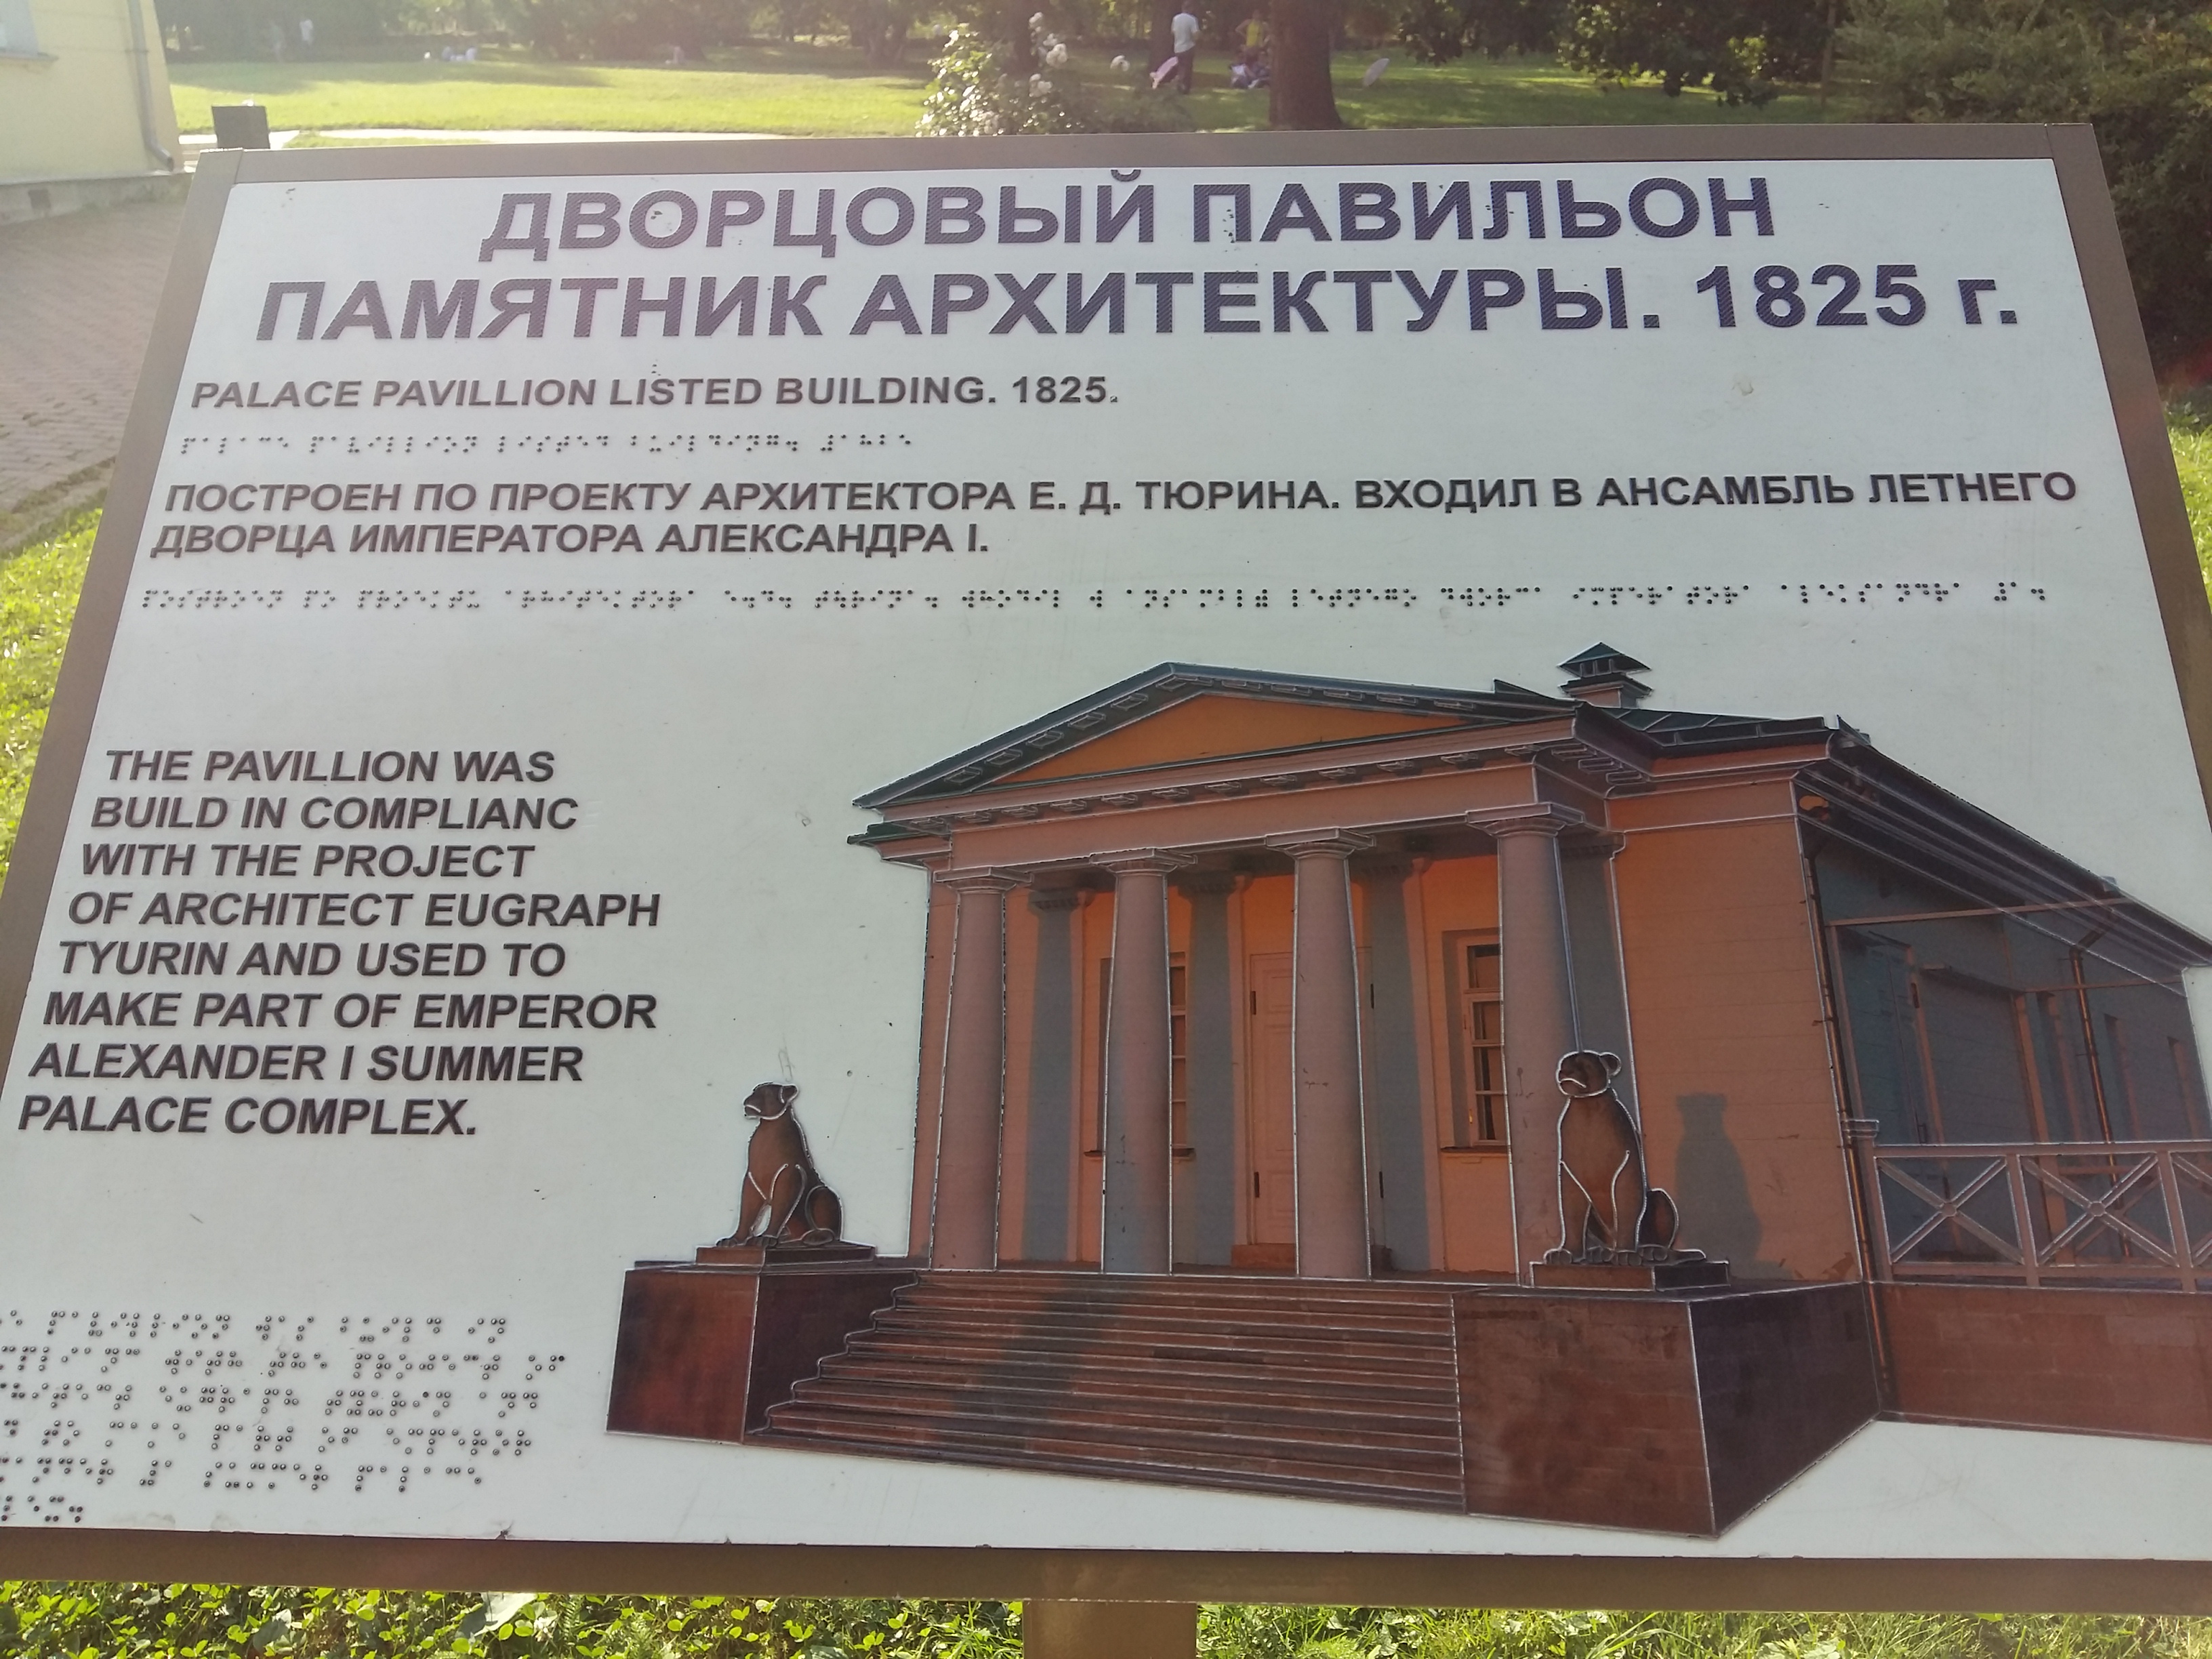 ДВОРЦОВЫЙ ПАВИЛЬОН
ПАМЯТНИК АРХИТЕКТУРЫ. 1825 г.
PALACE PAVILLION LISTED BUILDING. 1825.
ПОСТРОЕН ПО ПРОЕКТУ АРХИТЕКТОРА Е. Д. ТЮРИНА. ВХОДИЛ В АНСАМБЛЬ ЛЕТНЕГО
ДВОРЦА ИМПЕРАТОРА АЛЕКСАНДРА I.
THE PAVILLION WAS
BUILD IN COMPLIANC
WITH THE PROJECT
OF ARCHITECT EUGRAPH
TYURIN AND USED TO
MAKE PART OF EMPEROR
ALEXANDER I SUMMER
PALACE COMPLEX.